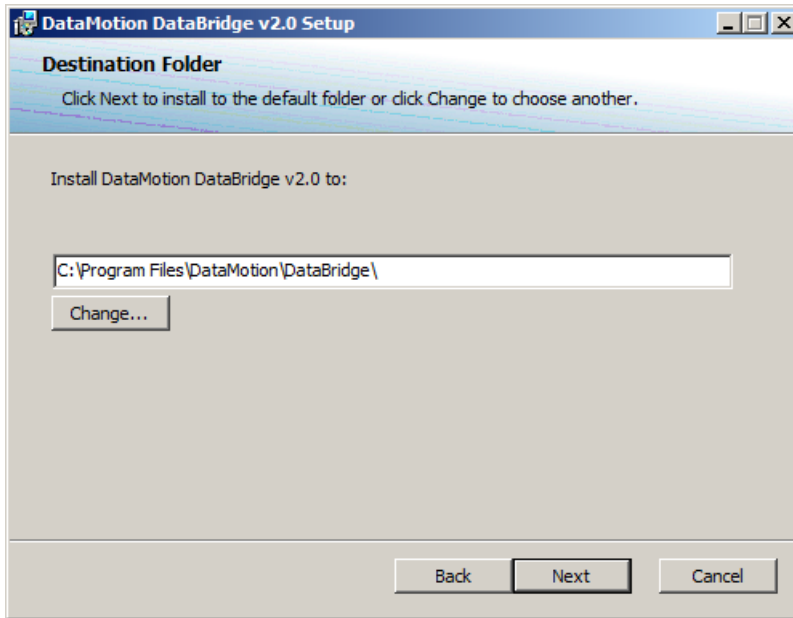 DataMotion DataBridge v2.0 Setup
Destination Folder
Click Next to install to the default folder or click Change to choose another.
Install DataMotion DataBridge v2.0 to:
C:\Program Files\DataMotion\DataBridge\
Change...
Back Next Cancel